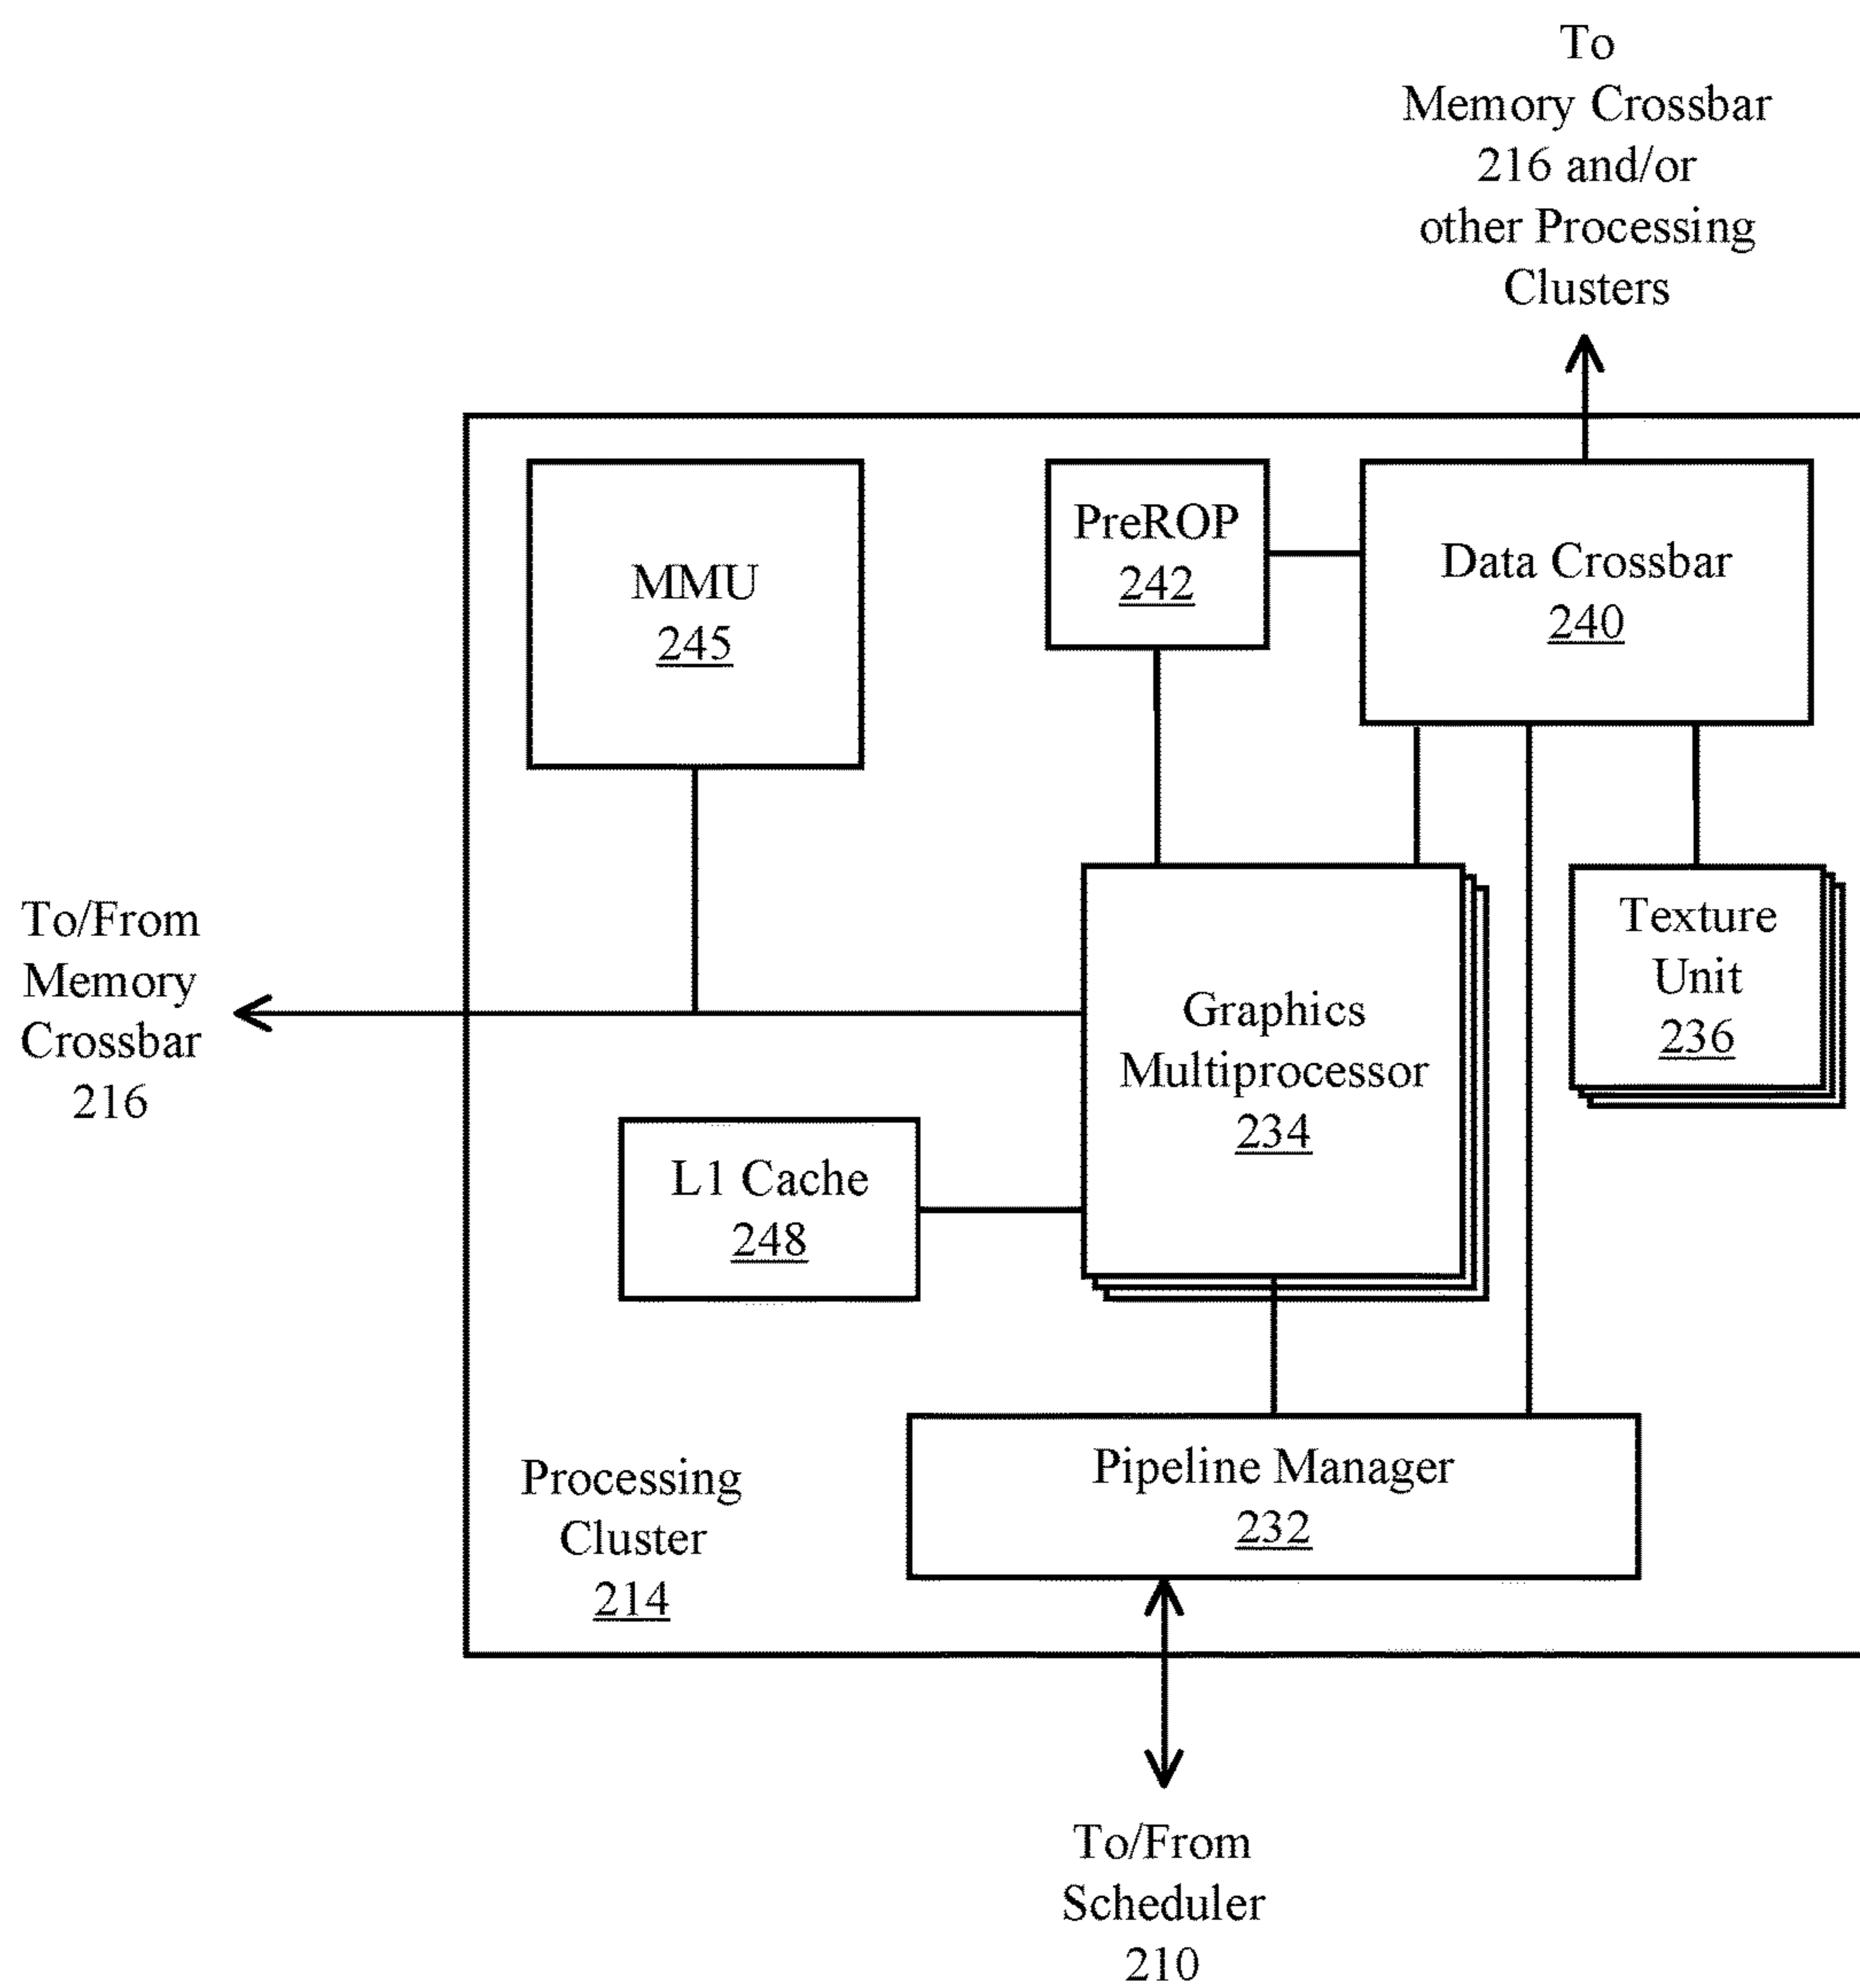 To
Memory Crossbar
216 and/or
other Processing
Clusters
MMU
245
PreROP
242
Data Crossbar
240
To/From
Memory
Crossbar
216
Graphics
Multiprocessor
234
Texture
Unit
236
L1 Cache
248
Processing
Cluster
214
Pipeline Manager
232
To/From
Scheduler
210